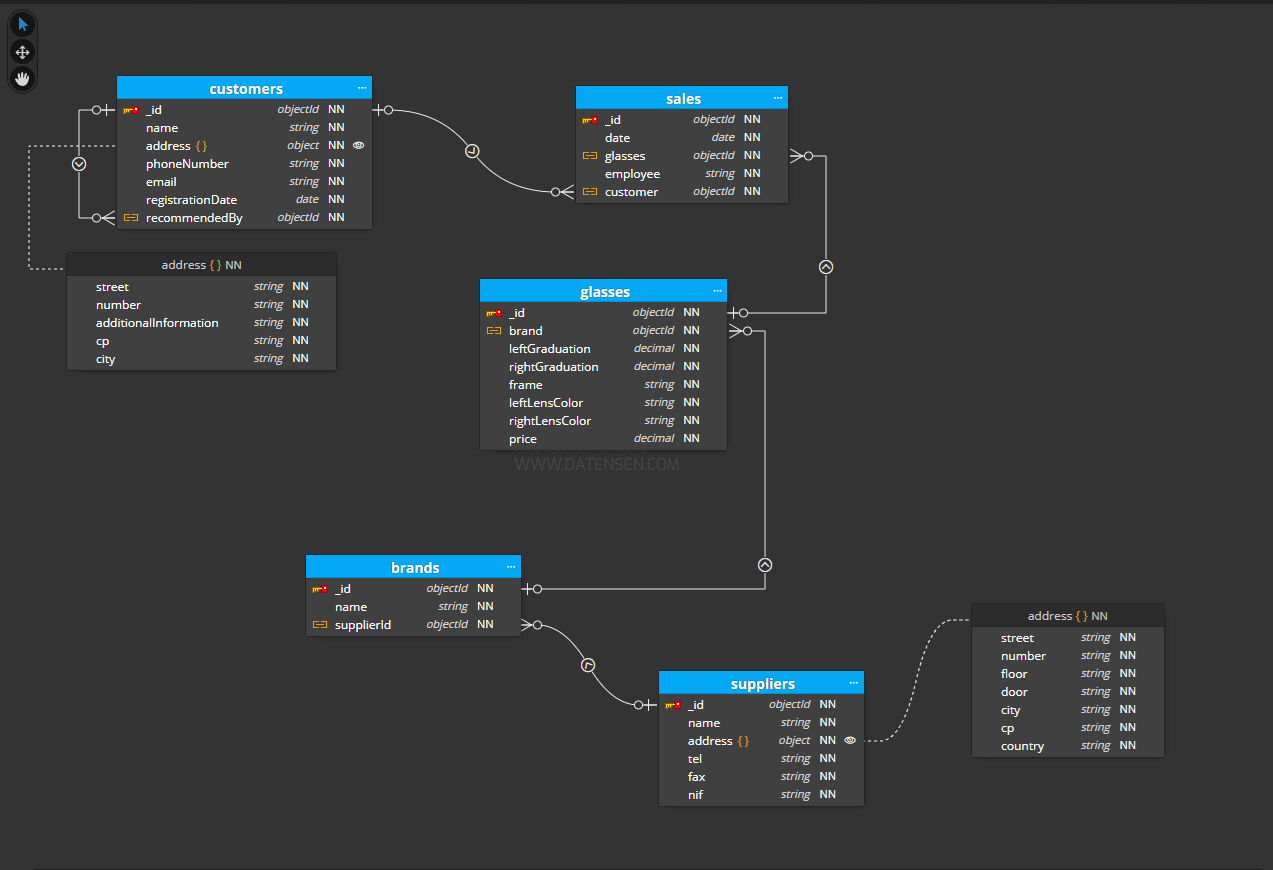 customers
_id objectId NN
name string NN
address { } object NN
phoneNumber string NN
email string NN
registrationDate date NN
recommendedBy objectId NN
address { } NN
street string NN
number string NN
additionalInformation string NN
cp string NN
city string NN
sales
_id objectId NN
date date NN
glasses objectId NN
employee string NN
customer objectId NN
glasses
_id objectId NN
brand objectId NN
leftGraduation decimal NN
rightGraduation decimal NN
frame string NN
leftLensColor string NN
rightLensColor string NN
price decimal NN
WWW.DATENSEN.COM
brands
_id objectId NN
name string NN
supplierId objectId NN
suppliers
_id objectId NN
name string NN
address { } object NN
tel string NN
fax string NN
nif string NN
address { } NN
street string NN
number string NN
floor string NN
door string NN
city string NN
cp string NN
country string NN